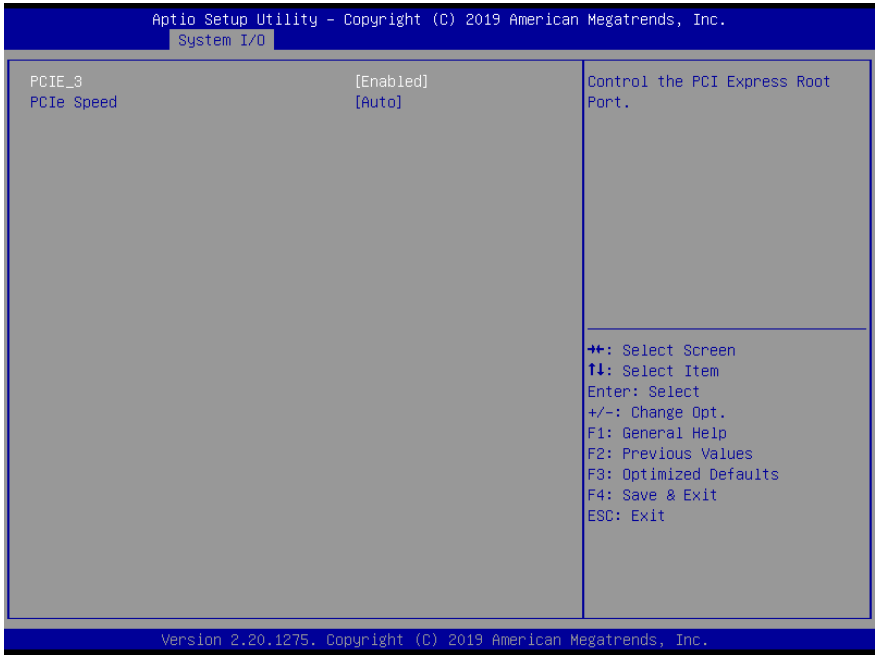 Aptio Setup Utility – Copyright (C) 2019 American Megatrends, Inc.
System I/O
PCIE_3 [Enabled]
PCIe Speed [Auto]
Control the PCI Express Root
Port.
→←: Select Screen
↑↓: Select Item
Enter: Select
+/-: Change Opt.
F1: General Help
F2: Previous Values
F3: Optimized Defaults
F4: Save & Exit
ESC: Exit
Version 2.20.1275. Copyright (C) 2019 American Megatrends, Inc.